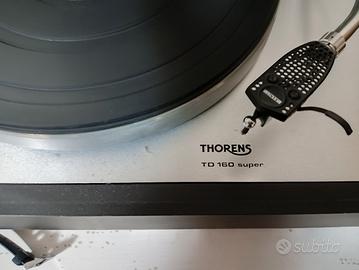 THORENS
TD 160 super
subito